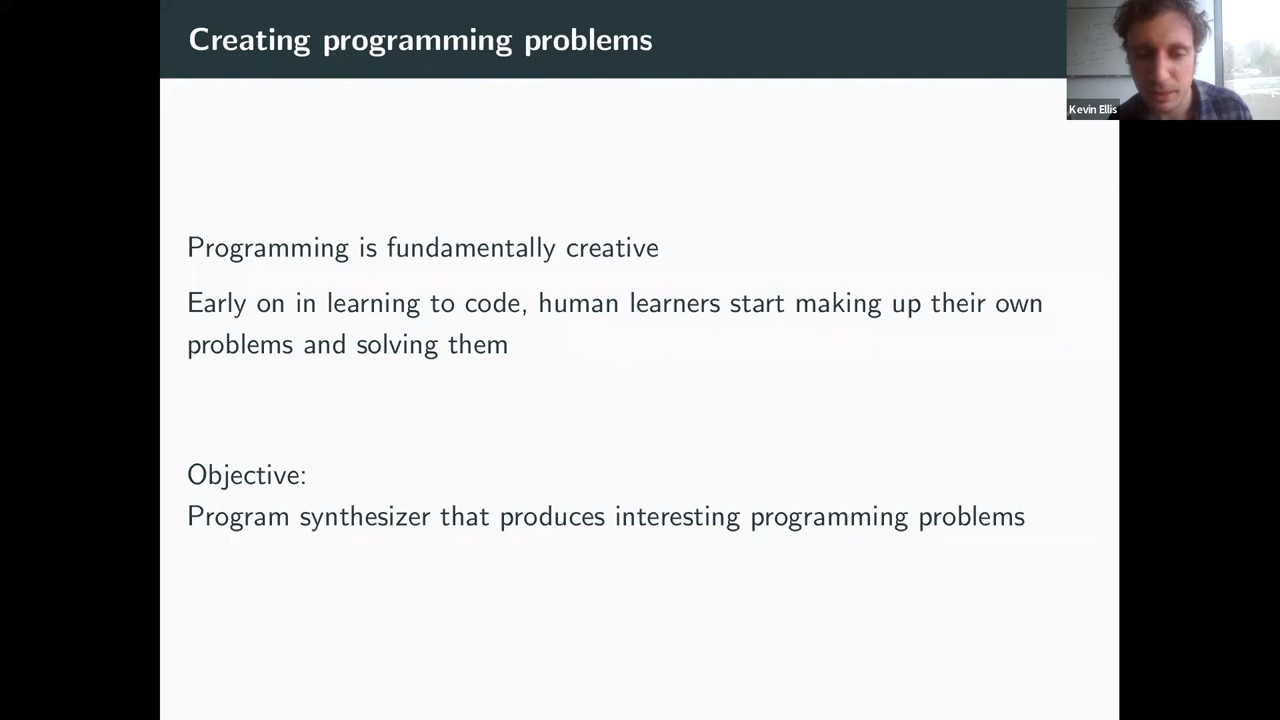 Creating programming problems
Kevin Ellis
Programming is fundamentally creative
Early on in learning to code, human learners start making up their own
problems and solving them
Objective:
Program synthesizer that produces interesting programming problems